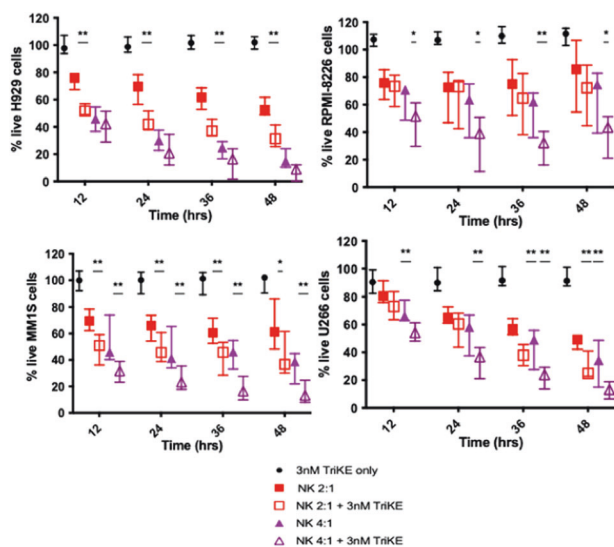 % live H929 cells
120
100
80
60
40
20
0
** ** ** **
12 24 36 48
Time (hrs)
% live RPMI-8226 cells
120
100
80
60
40
20
0
* * ** *
12 24 36 48
Time (hrs)
% live MM1S cells
120
100
80
60
40
20
0
** ** ** *
** ** ** **
12 24 36 48
Time (hrs)
% live U266 cells
120
100
80
60
40
20
0
** ** ** ** ** **
12 24 36 48
Time (hrs)
3nM TriKE only
NK 2:1
NK 2:1 + 3nM TriKE
NK 4:1
NK 4:1 + 3nM TriKE